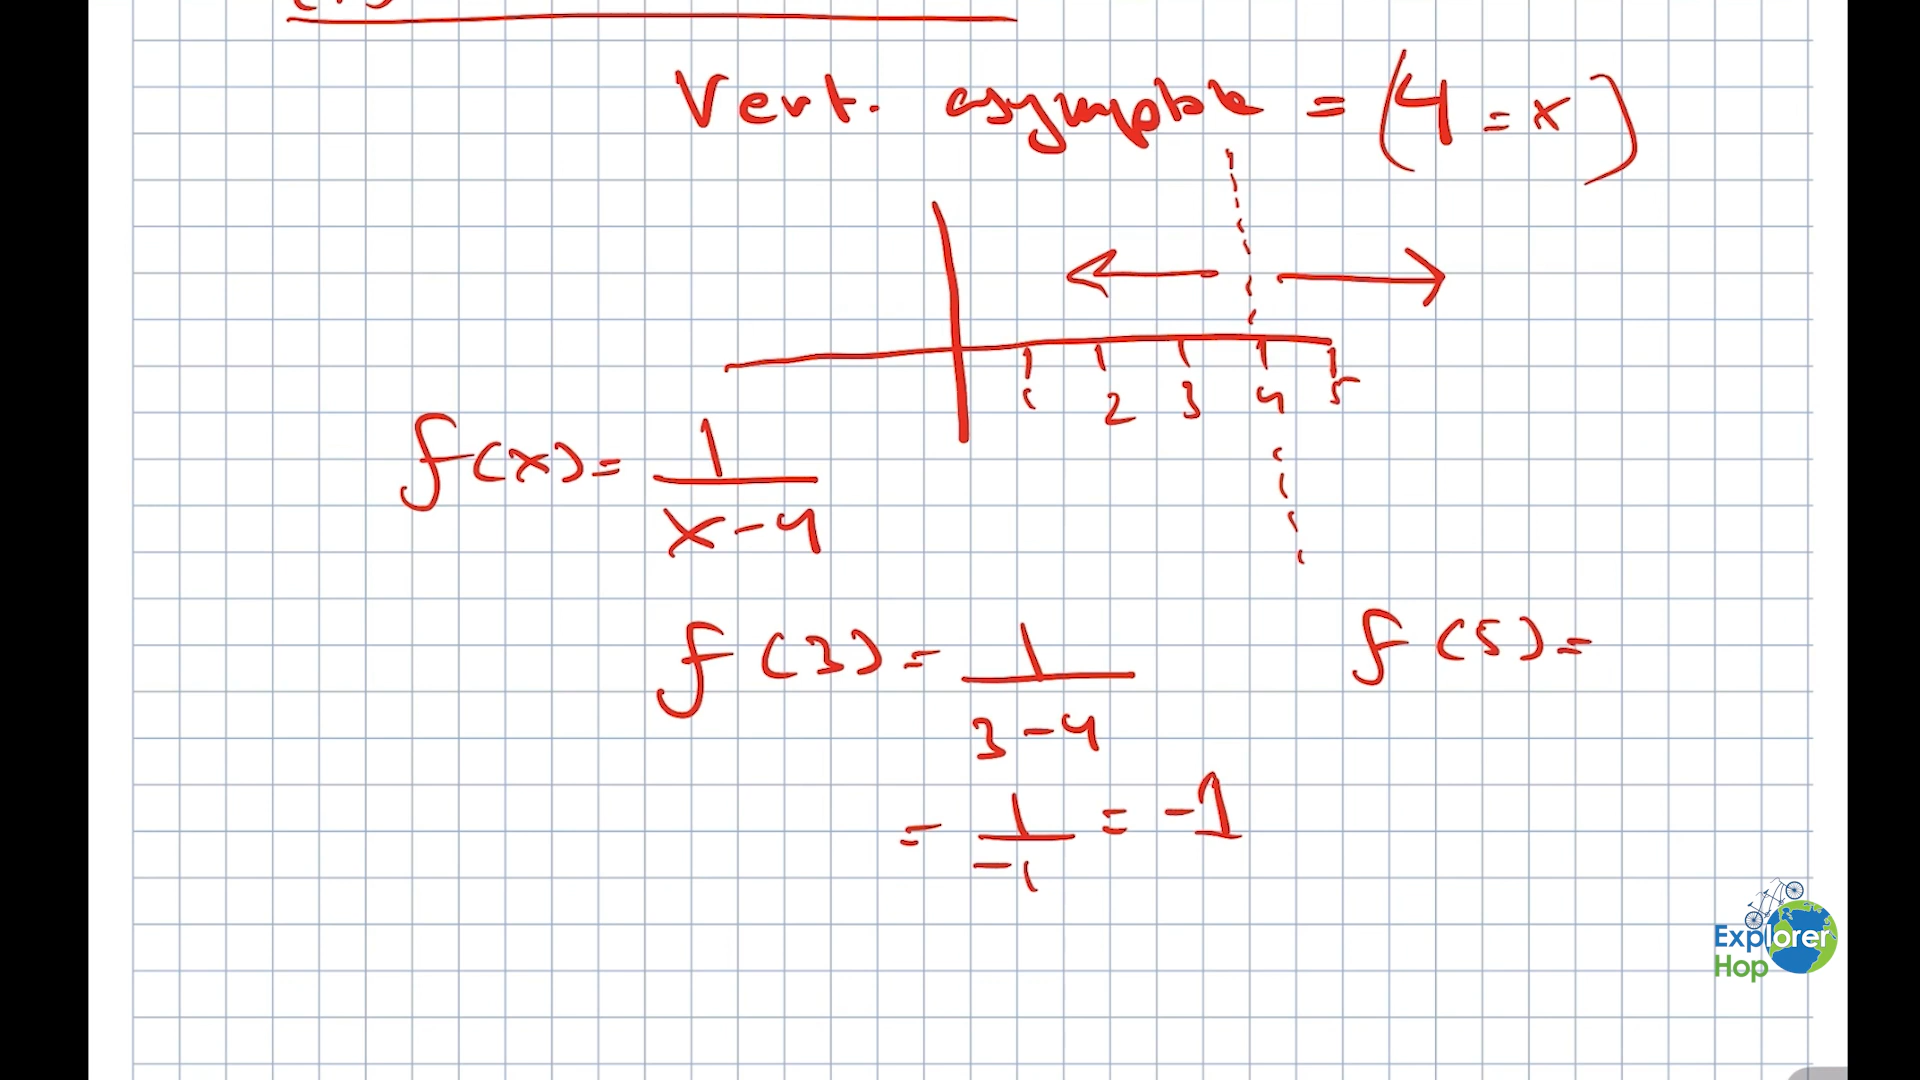 Vert. asymptote = (4 = x)
1 2 3 4 5
f(x) = 1/(x-4)
f(3) = 1/(3-4)
f(5) =
= 1/-1 = -1
Explorer
Hop